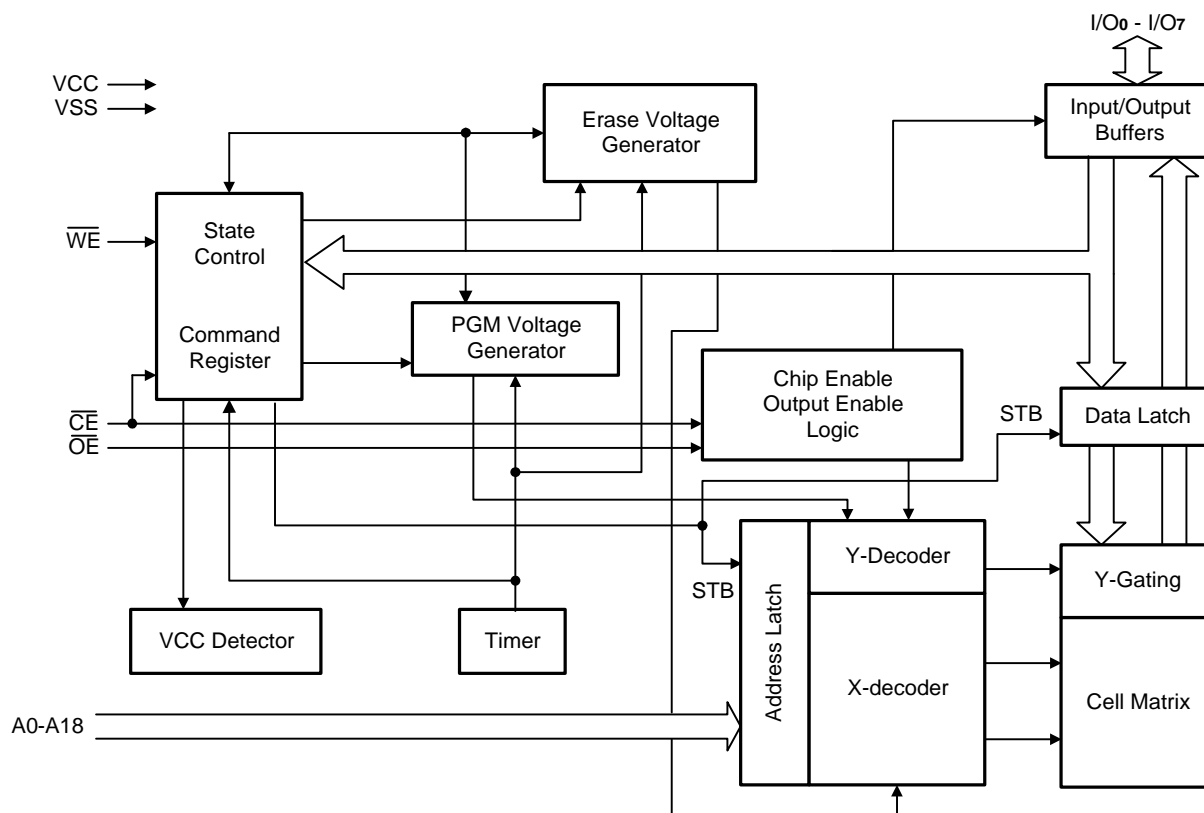 I/O0 - I/O7
VCC
VSS
Erase Voltage
Generator
Input/Output
Buffers
WE
State
Control
Command
Register
PGM Voltage
Generator
Chip Enable
Output Enable
Logic
CE
OE
STB
Data Latch
STB
Address Latch
Y-Decoder
Y-Gating
VCC Detector
Timer
X-decoder
Cell Matrix
A0-A18